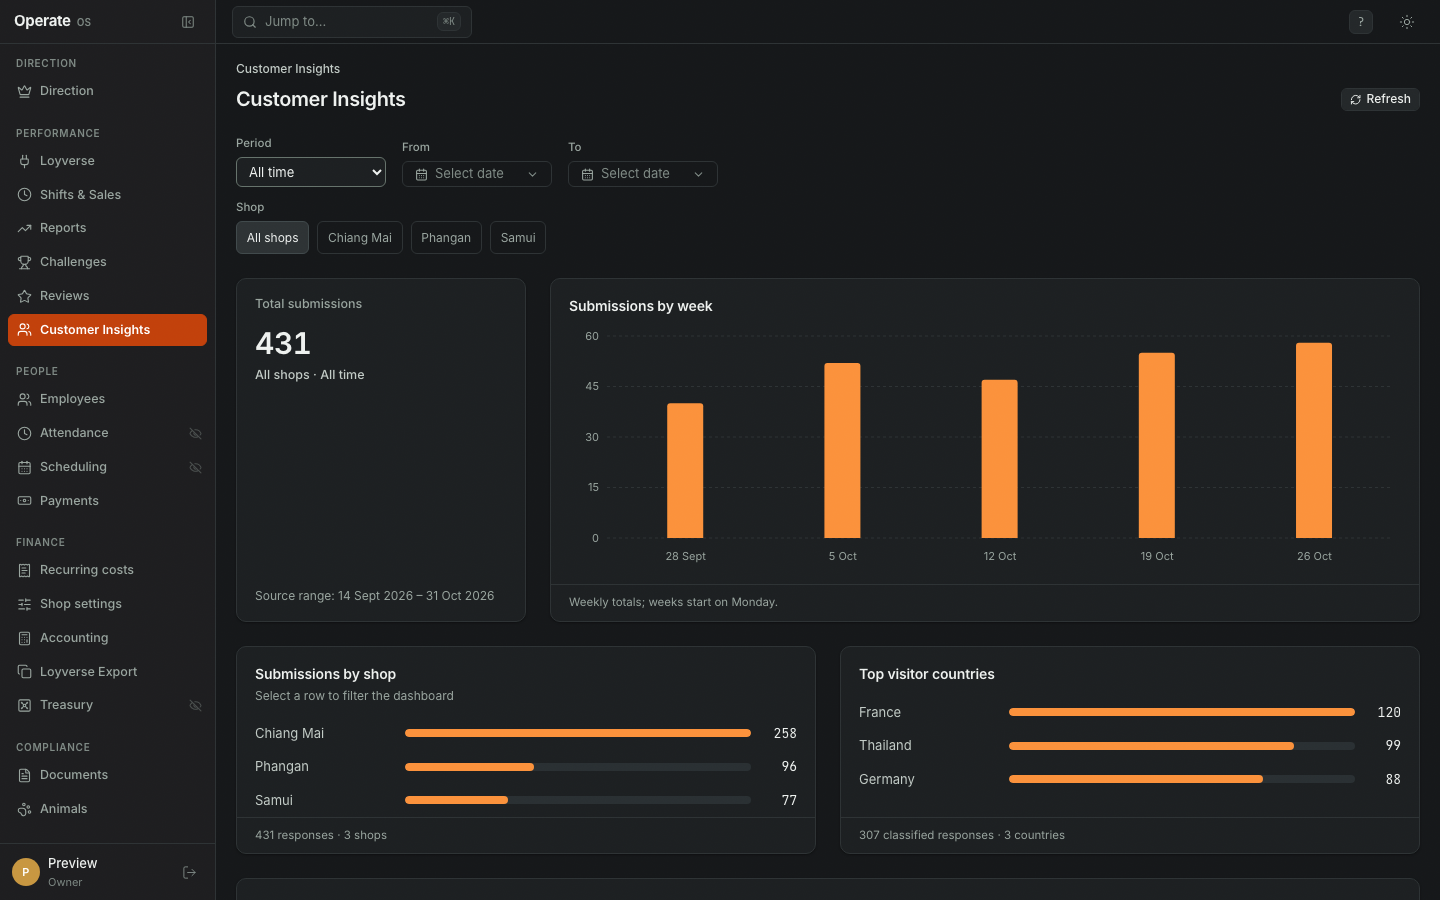 Operate OS
Jump to...
⌘K
?
DIRECTION
Direction
PERFORMANCE
Loyverse
Shifts & Sales
Reports
Challenges
Reviews
Customer Insights
PEOPLE
Employees
Attendance
Scheduling
Payments
FINANCE
Recurring costs
Shop settings
Accounting
Loyverse Export
Treasury
COMPLIANCE
Documents
Animals
P
Preview
Owner
Customer Insights
Customer Insights
Refresh
Period
From
To
All time
Select date
Select date
Shop
All shops
Chiang Mai
Phangan
Samui
Total submissions
431
All shops · All time
Source range: 14 Sept 2026 – 31 Oct 2026
Submissions by week
60
45
30
15
0
28 Sept
5 Oct
12 Oct
19 Oct
26 Oct
Weekly totals; weeks start on Monday.
Submissions by shop
Select a row to filter the dashboard
Chiang Mai 258
Phangan 96
Samui 77
431 responses · 3 shops
Top visitor countries
France 120
Thailand 99
Germany 88
307 classified responses · 3 countries